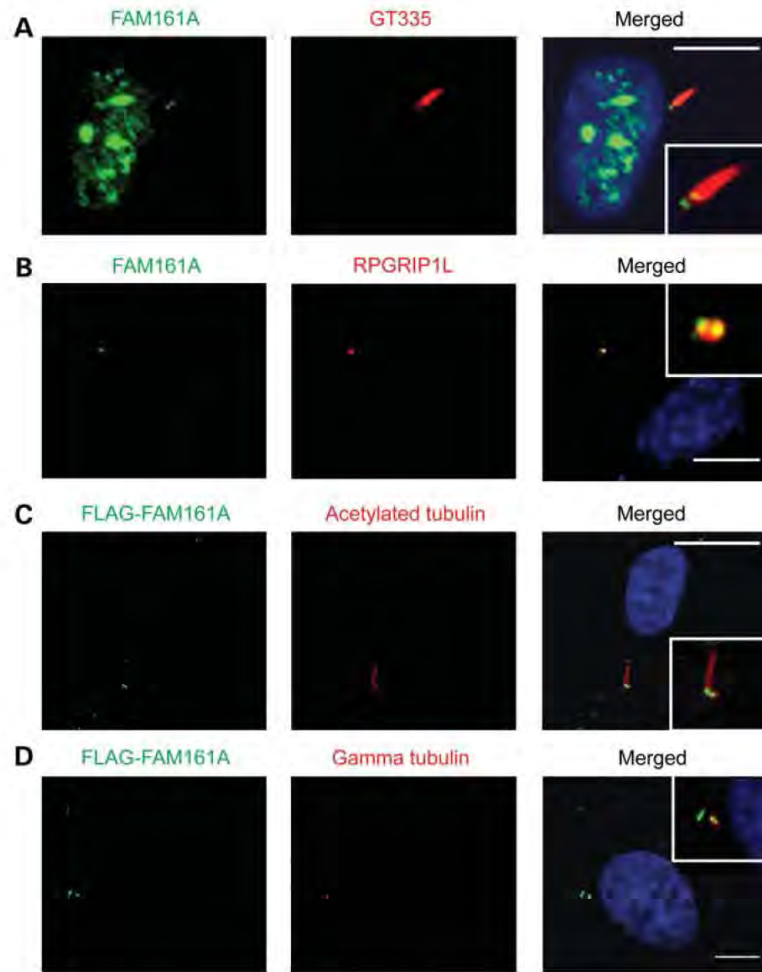 A FAM161A GT335 Merged
B FAM161A RPGRIP1L Merged
C FLAG-FAM161A Acetylated tubulin Merged
D FLAG-FAM161A Gamma tubulin Merged